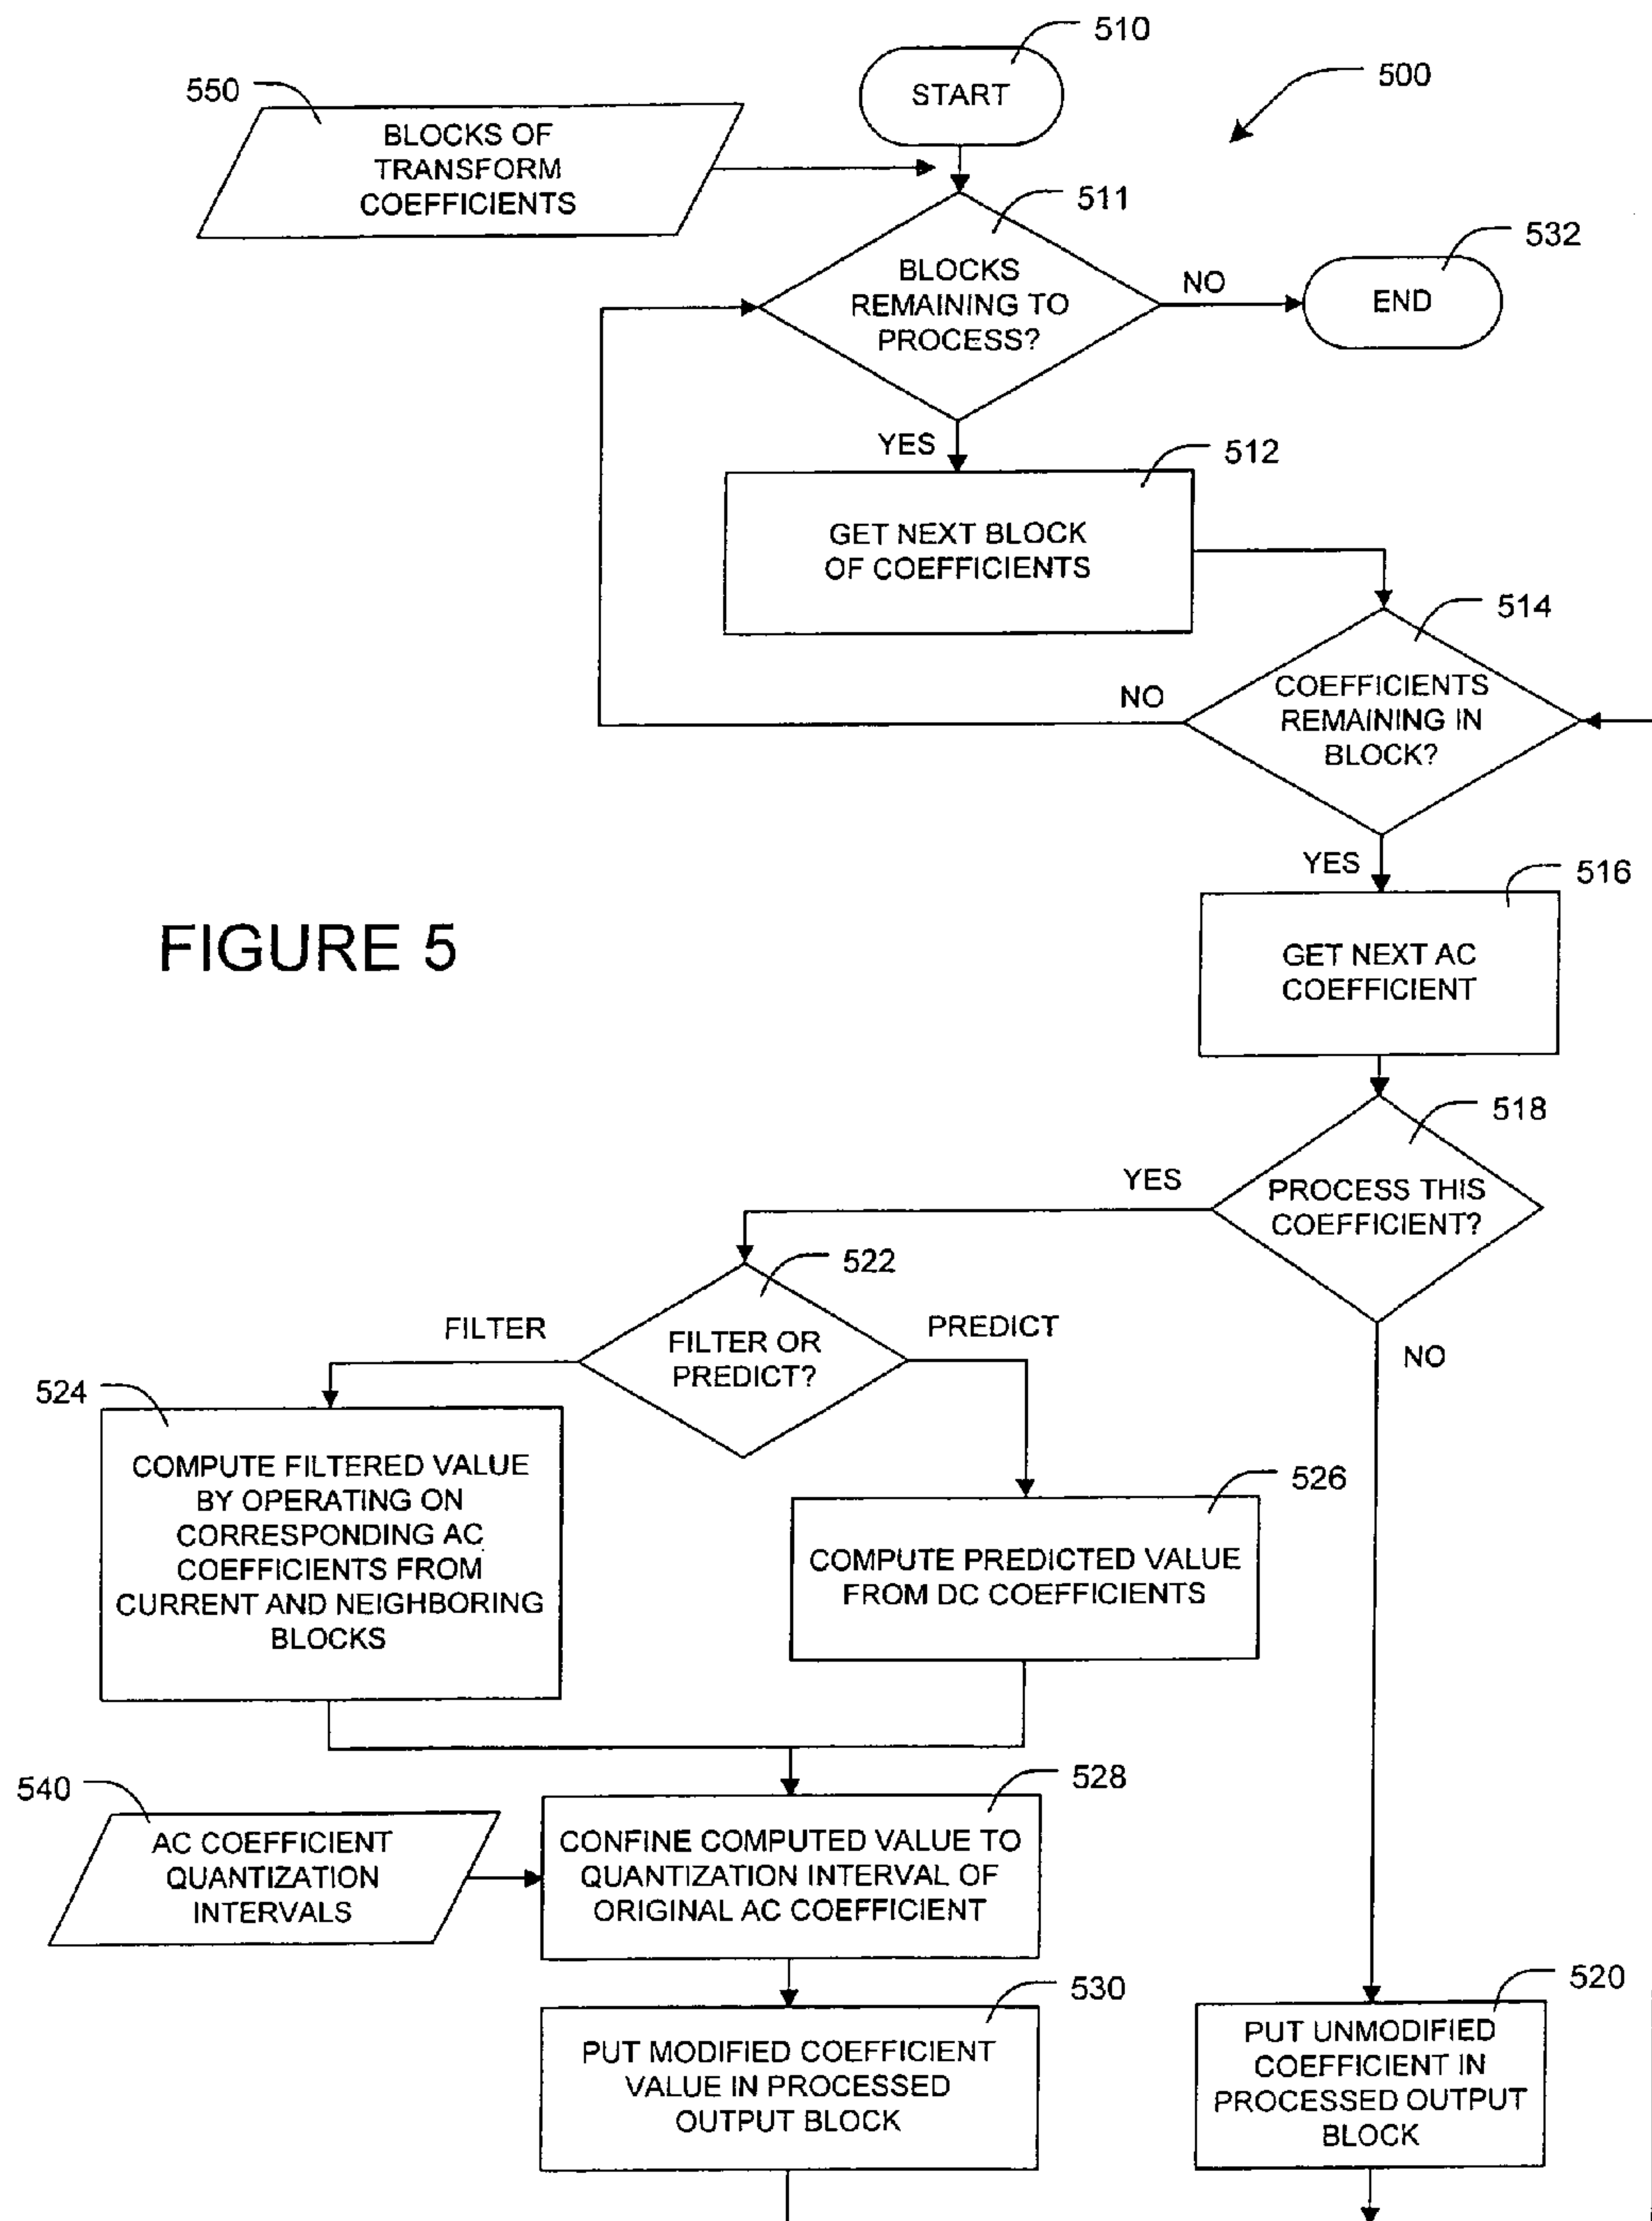 510
START
500
550
BLOCKS OF
TRANSFORM
COEFFICIENTS
511
BLOCKS
REMAINING TO
PROCESS?
NO
532
END
YES
512
GET NEXT BLOCK
OF COEFFICIENTS
514
COEFFICIENTS
REMAINING IN
BLOCK?
NO
YES
516
GET NEXT AC
COEFFICIENT
FIGURE 5
518
PROCESS THIS
COEFFICIENT?
YES
NO
522
FILTER OR
PREDICT?
FILTER
PREDICT
524
COMPUTE FILTERED VALUE
BY OPERATING ON
CORRESPONDING AC
COEFFICIENTS FROM
CURRENT AND NEIGHBORING
BLOCKS
526
COMPUTE PREDICTED VALUE
FROM DC COEFFICIENTS
540
AC COEFFICIENT
QUANTIZATION
INTERVALS
528
CONFINE COMPUTED VALUE TO
QUANTIZATION INTERVAL OF
ORIGINAL AC COEFFICIENT
530
PUT MODIFIED COEFFICIENT
VALUE IN PROCESSED
OUTPUT BLOCK
520
PUT UNMODIFIED
COEFFICIENT IN
PROCESSED OUTPUT
BLOCK